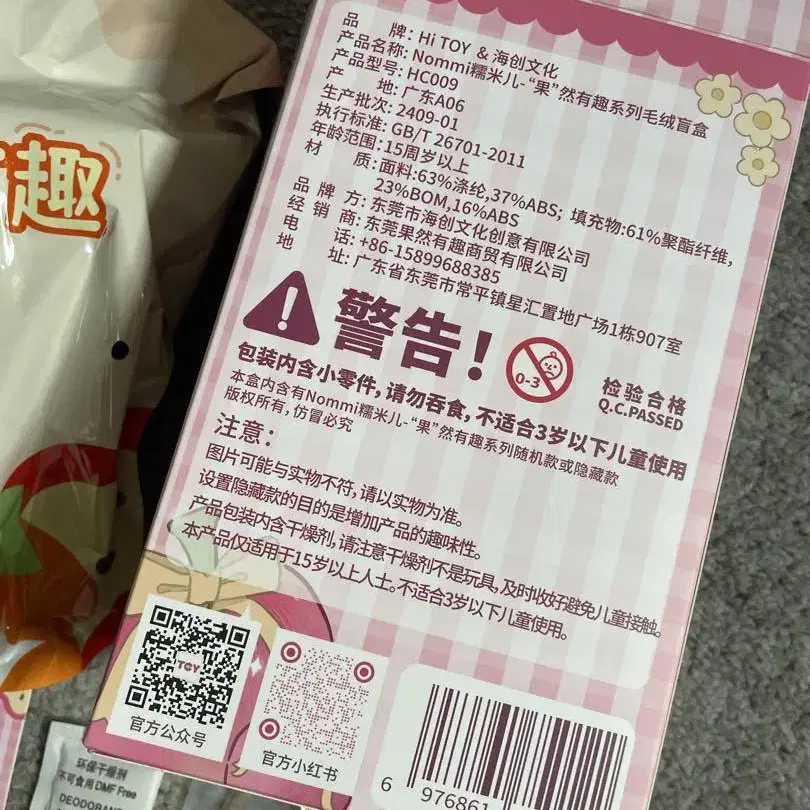 趣
品　　牌：Hi TOY & 海创文化
产品名称：Nommi糯米儿-“果”然有趣系列毛绒盲盒
产品型号：HC009
产　　地：广东A06
生产批次：2409-01
执行标准：GB/T 26701-2011
年龄范围：15周岁以上
材　　质：面料:63%涤纶,37%ABS；填充物:61%聚酯纤维,
23%BOM,16%ABS
品 牌 方：东莞市海创文化创意有限公司
经 销 商：东莞果然有趣商贸有限公司
电　　话：+86-15899688385
地　　址：广东省东莞市常平镇星汇置地广场1栋907室
警告！
0-3
检验合格
Q.C.PASSED
包装内含小零件，请勿吞食，不适合3岁以下儿童使用
本盒内含有Nommi糯米儿-“果”然有趣系列随机款或隐藏款
版权所有，仿冒必究
注意：
图片可能与实物不符，请以实物为准。
设置隐藏款的目的是增加产品的趣味性。
产品包装内含干燥剂，请注意干燥剂不是玩具，及时收好避免儿童接触。
本产品仅适用于15岁以上人士。不适合3岁以下儿童使用。
TOY
官方公众号
官方小红书
6 976861
环保干燥剂
不可食用 DMF Free
DEODORANT